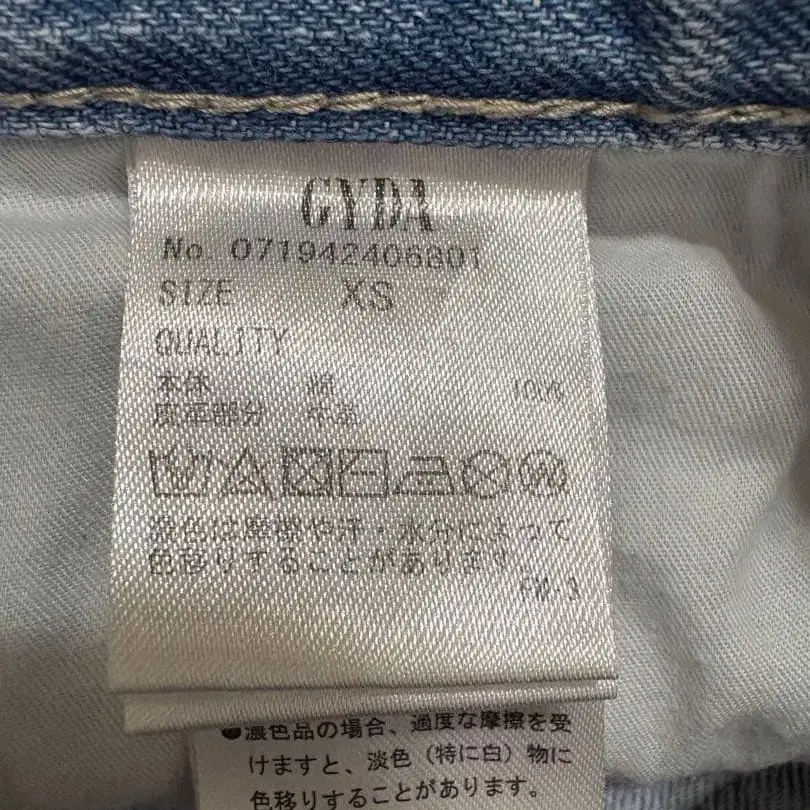 GYDA
No. 071942406801
SIZE XS
QUALITY
本体 綿 100%
皮革部分 牛革
濃色は摩擦や汗・水分によって
色移りすることがあります。
PW-3
●濃色品の場合、過度な摩擦を受
けますと、淡色（特に白）物に
色移りすることがあります。